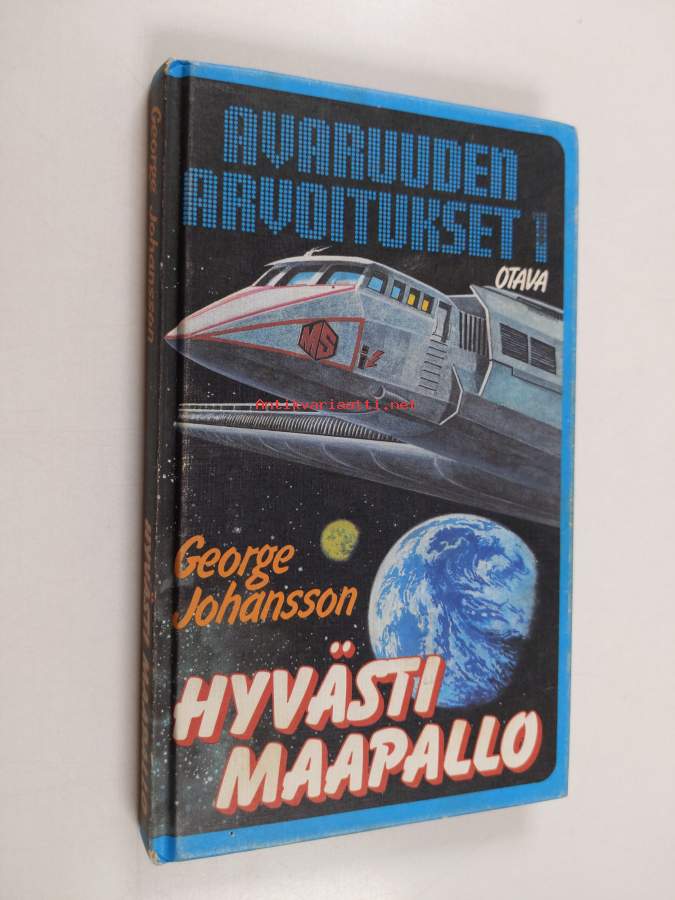 AVARUUDEN
ARVOITUKSET 1
OTAVA
MS
Antikvariaatti.net
George
Johansson
HYVÄSTI
MAAPALLO
George Johansson
HYVÄSTI MAAPALLO